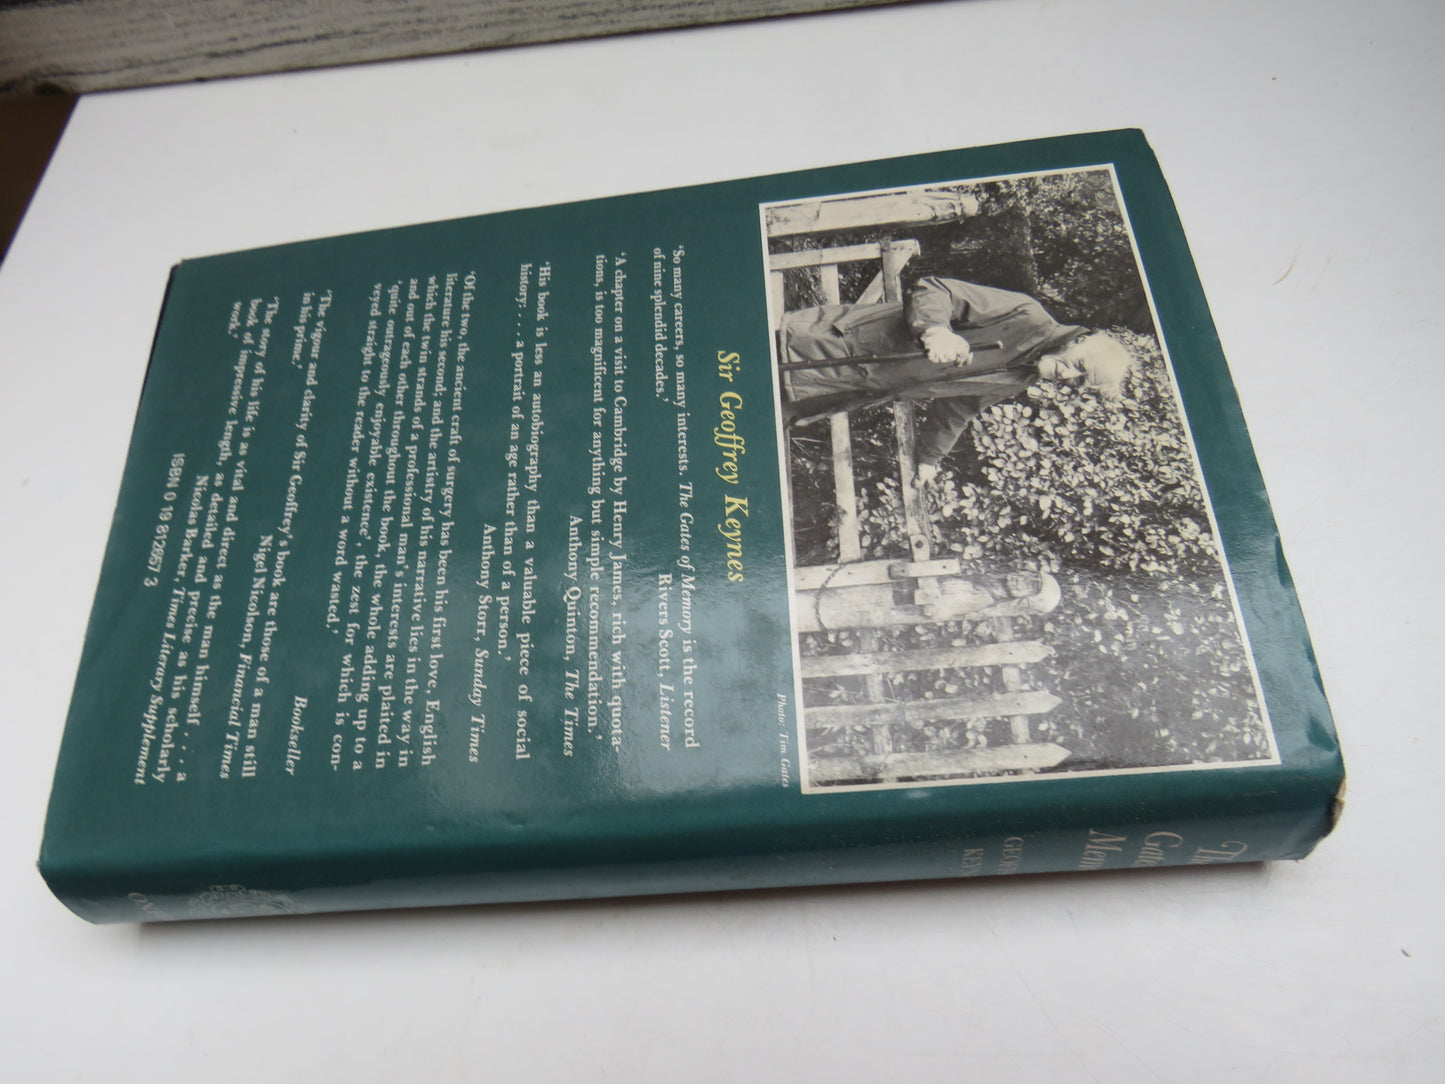 Photo: Tim Gates
Sir Geoffrey Keynes
'So many careers, so many interests. The Gates of Memory is the record
of nine splendid decades.'
Rivers Scott, Listener
'A chapter on a visit to Cambridge by Henry James, rich with quota-
tions, is too magnificent for anything but simple recommendation.'
Anthony Quinton, The Times
'His book is less an autobiography than a valuable piece of social
history; . . . a portrait of an age rather than of a person.'
Anthony Storr, Sunday Times
'Of the two, the ancient craft of surgery has been his first love, English
literature his second; and the artistry of his narrative lies in the way in
which the twin strands of a professional man's interests are plaited in
and out of each other throughout the book, the whole adding up to a
'quite outrageously enjoyable existence', the zest for which is con-
veyed straight to the reader without a word wasted.'
Bookseller
'The vigour and clarity of Sir Geoffrey's book are those of a man still
in his prime.'
Nigel Nicolson, Financial Times
'The story of his life is as vital and direct as the man himself . . . a
book of impressive length, as detailed and precise as his scholarly
work.'
Nicolas Barker, Times Literary Supplement
ISBN 0 19 812657 3